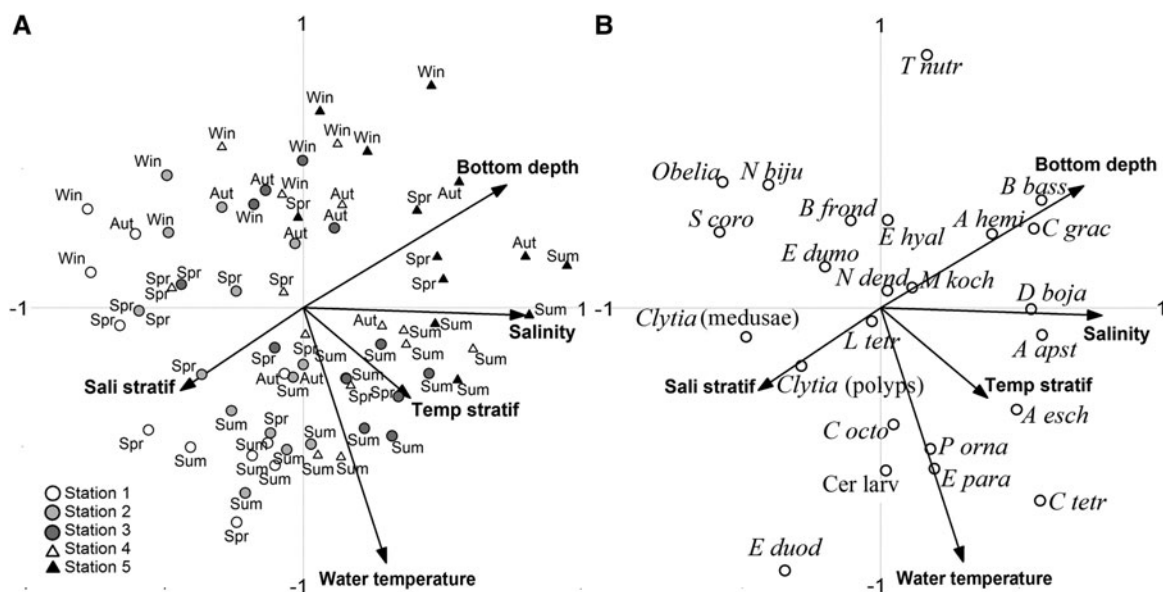 A
1
B
1
Win
Win
T nutr
Win
Win
Win
Win
Win
Bottom depth
Bottom depth
Win
Aut
Win
Aut
Spr
Aut
Obelia
N biju
B bass
Win
Aut
Win
Aut
Win
Spr
Aut
S coro
B frond
A hemi
C grac
E hyal
Aut
Spr
Aut
Sum
E dumo
Win
Spr
Spr
Spr
Spr
Spr
Spr
N dend
M koch
-1
1
-1
1
Spr
Spr
Aut
Sum
D boja
Salinity
Salinity
Clytia (medusae)
L tetr
A apst
Spr
Spr
Sum
Sum
Sum
Sum
Sali stratif
Aut
Sum
Aut
Sum
Spr
Spr
Sum
Sum
Sali stratif
Clytia (polyps)
Temp stratif
Temp stratif
A esch
Sum
Spr
Sum
Spr
Sum
Sum
Sum
Sum
Sum
Sum
Sum
Sum
C octo
P orna
E para
Cer larv
C tetr
Station 1
Station 2
Station 3
Station 4
Station 5
Sum
Spr
E duod
Water temperature
Water temperature
-1
-1